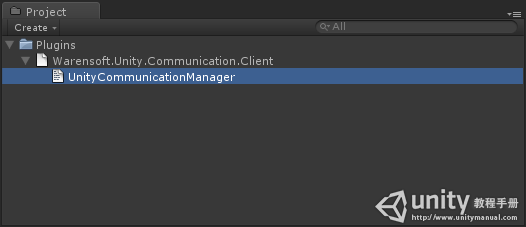 Project
Create
All
Plugins
Warensoft.Unity.Communication.Client
UnityCommunicationManager
unity 教程手册
http://www.unitymanual.com